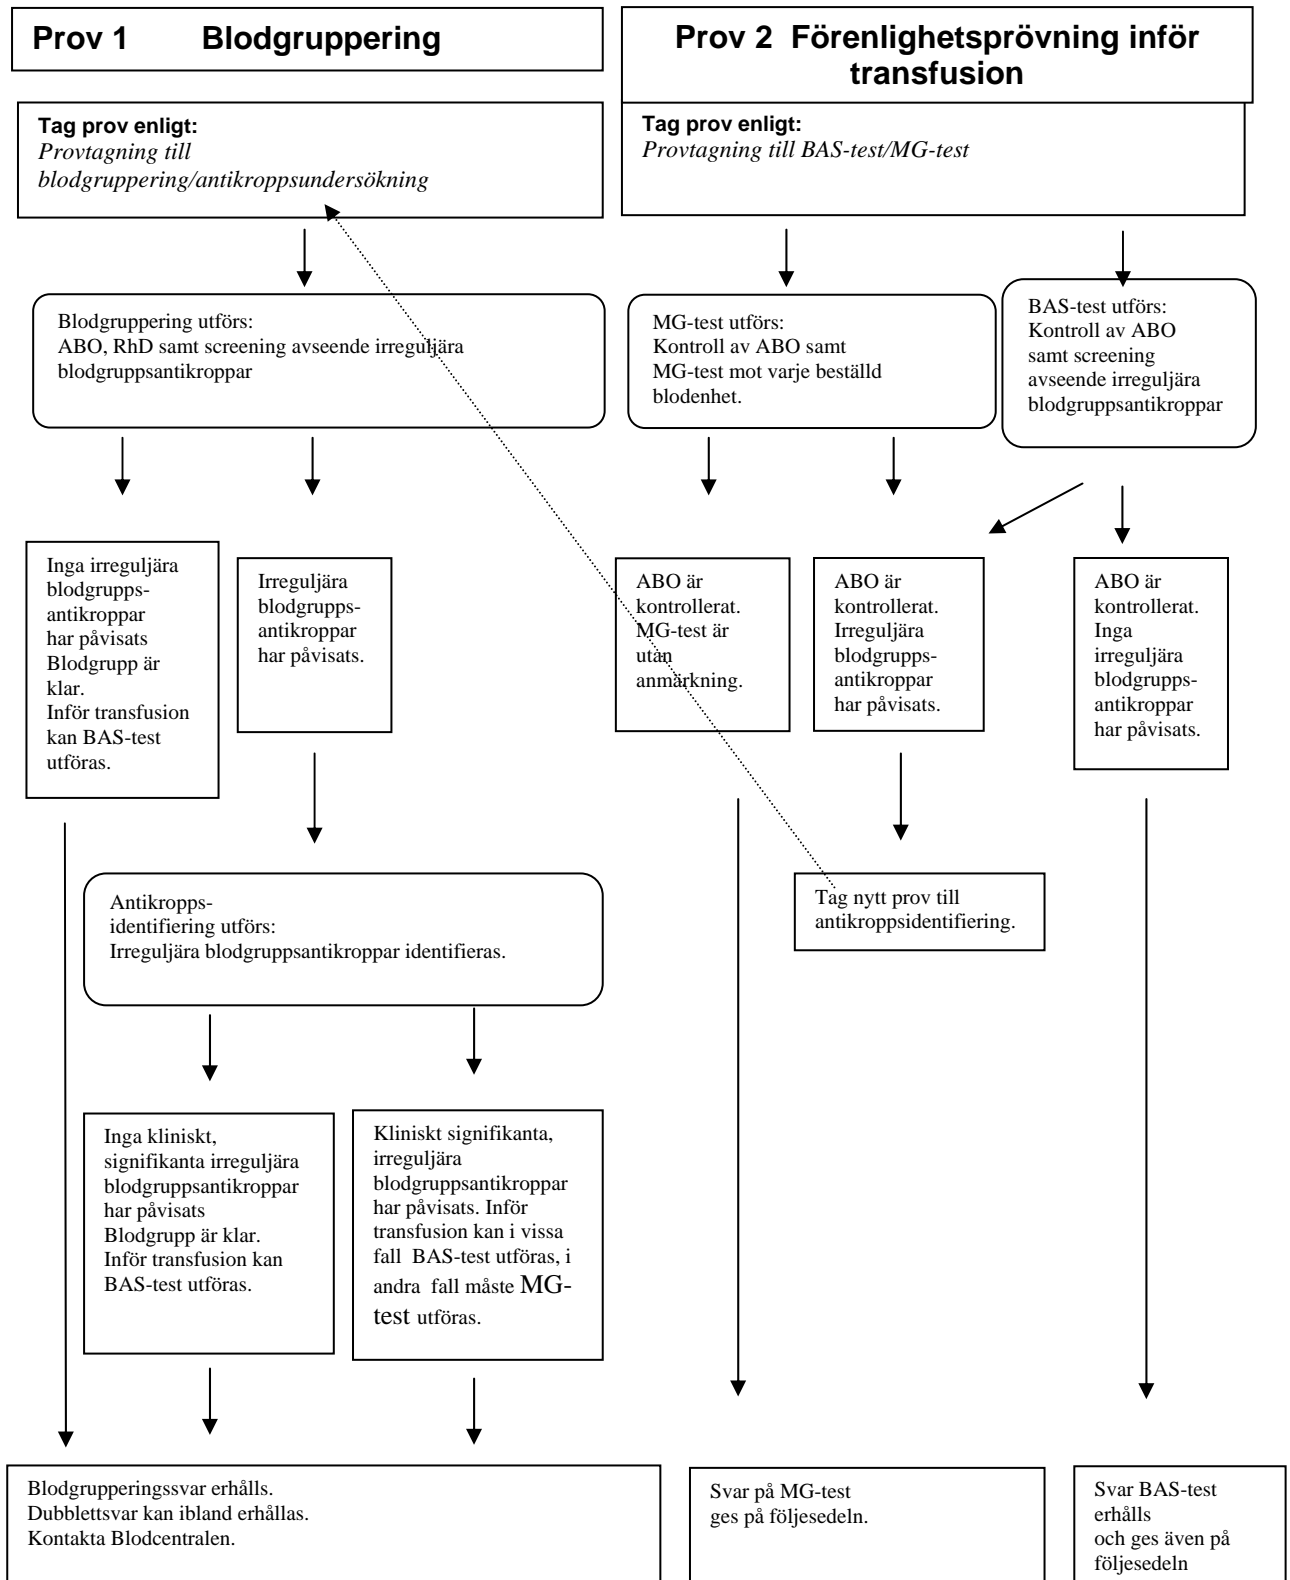 Prov 1 Blodgruppering
Prov 2 Förenlighetsprövning inför
transfusion
Tag prov enligt:
Provtagning till
blodgruppering/antikroppsundersökning
Tag prov enligt:
Provtagning till BAS-test/MG-test
Blodgruppering utförs:
ABO, RhD samt screening avseende irreguljära
blodgruppsantikroppar
MG-test utförs:
Kontroll av ABO samt
MG-test mot varje beställd
blodenhet.
BAS-test utförs:
Kontroll av ABO
samt screening
avseende irreguljära
blodgruppsantikroppar
Inga irreguljära
blodgrupps-
antikroppar
har påvisats
Blodgrupp är
klar.
Inför transfusion
kan BAS-test
utföras.
Irreguljära
blodgrupps-
antikroppar
har påvisats.
ABO är
kontrollerat.
MG-test är
utan
anmärkning.
ABO är
kontrollerat.
Irreguljära
blodgrupps-
antikroppar
har påvisats.
ABO är
kontrollerat.
Inga
irreguljära
blodgrupps-
antikroppar
har påvisats.
Antikropps-
identifiering utförs:
Irreguljära blodgruppsantikroppar identifieras.
Tag nytt prov till
antikroppsidentifiering.
Inga kliniskt,
signifikanta irreguljära
blodgruppsantikroppar
har påvisats
Blodgrupp är klar.
Inför transfusion kan
BAS-test utföras.
Kliniskt signifikanta,
irreguljära
blodgruppsantikroppar
har påvisats. Inför
transfusion kan i vissa
fall BAS-test utföras, i
andra fall måste MG-
test utföras.
Blodgrupperingssvar erhålls.
Dubblettsvar kan ibland erhållas.
Kontakta Blodcentralen.
Svar på MG-test
ges på följesedeln.
Svar BAS-test
erhålls
och ges även på
följesedeln